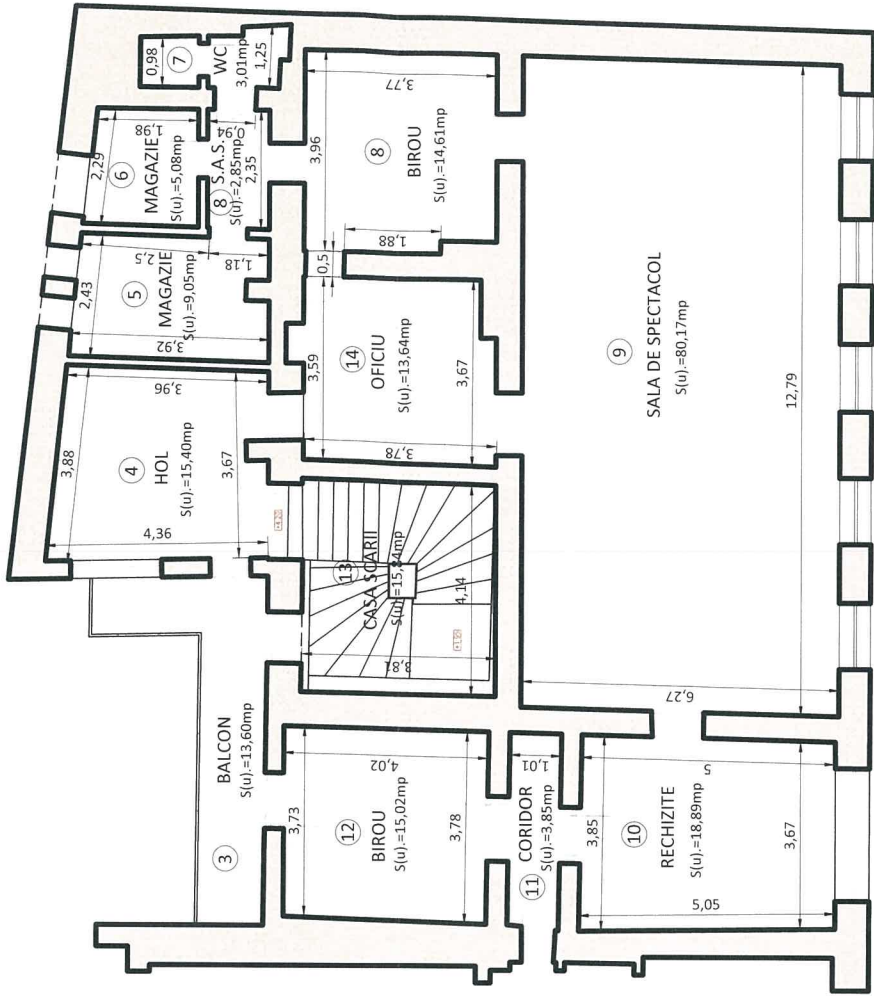 0,98
7
WC
3,01mp
1,25
1,98
2,29
6
MAGAZIE
S(u).=5,08mp
0,94
8
S.A.S.
S(u).=2,85mp
2,35
2,43
2,5
5
MAGAZIE
S(u).=9,05mp
1,18
3,92
3,96
3,88
4
HOL
S(u).=15,40mp
3,67
4,36
3,96
3,77
8
BIROU
S(u).=14,61mp
1,88
0,5
3,59
14
OFICIU
S(u).=13,64mp
3,67
3,78
13
CASA SCARII
S(u).=15,84mp
4,14
3,81
3
BALCON
S(u).=13,60mp
3,73
4,02
12
BIROU
S(u).=15,02mp
3,78
1,01
11
CORIDOR
S(u).=3,85mp
3,85
5
10
RECHIZITE
S(u).=18,89mp
3,67
5,05
9
SALA DE SPECTACOL
S(u).=80,17mp
12,79
6,27